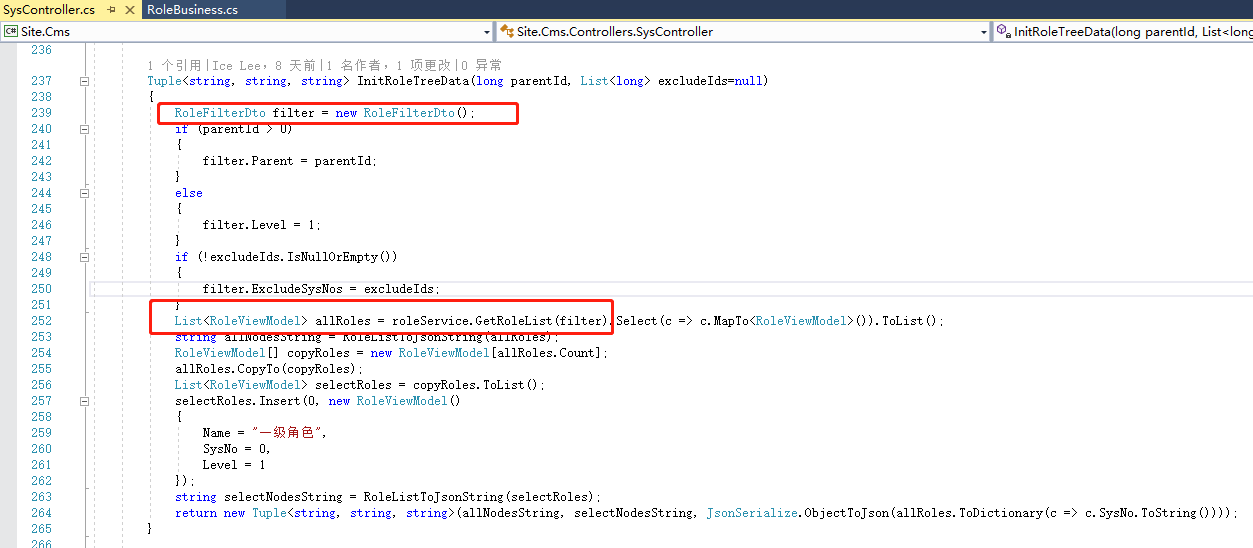 SysController.cs RoleBusiness.cs
C# Site.Cms Site.Cms.Controllers.SysController InitRoleTreeData(long parentId, List<long
236
1 个引用|Ice Lee，8 天前|1 名作者，1 项更改|0 异常
237 Tuple<string, string, string> InitRoleTreeData(long parentId, List<long> excludeIds=null)
238 {
239 RoleFilterDto filter = new RoleFilterDto();
240 if (parentId > 0)
241 {
242 filter.Parent = parentId;
243 }
244 else
245 {
246 filter.Level = 1;
247 }
248 if (!excludeIds.IsNullOrEmpty())
249 {
250 filter.ExcludeSysNos = excludeIds;
251 }
252 List<RoleViewModel> allRoles = roleService.GetRoleList(filter).Select(c => c.MapTo<RoleViewModel>()).ToList();
253 string allNodesString = RoleListToJsonString(allRoles);
254 RoleViewModel[] copyRoles = new RoleViewModel[allRoles.Count];
255 allRoles.CopyTo(copyRoles);
256 List<RoleViewModel> selectRoles = copyRoles.ToList();
257 selectRoles.Insert(0, new RoleViewModel()
258 {
259 Name = "一级角色",
260 SysNo = 0,
261 Level = 1
262 });
263 string selectNodesString = RoleListToJsonString(selectRoles);
264 return new Tuple<string, string, string>(allNodesString, selectNodesString, JsonSerialize.ObjectToJson(allRoles.ToDictionary(c => c.SysNo.ToString())));
265 }
266